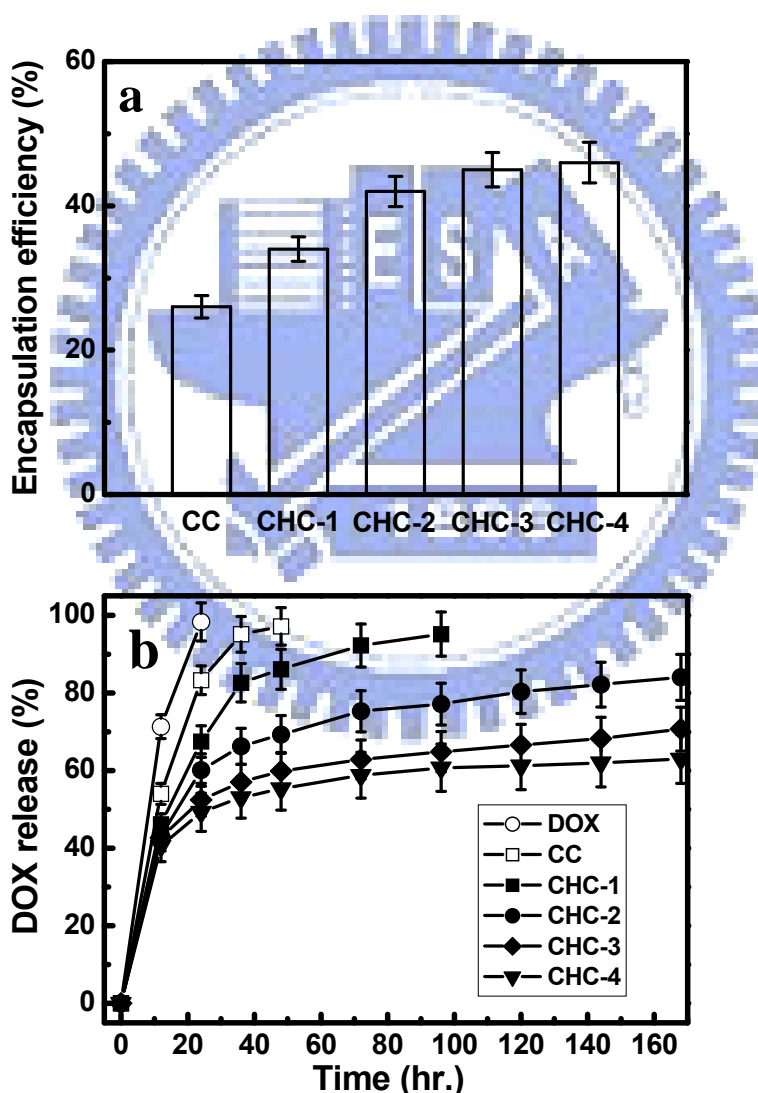 a
Encapsulation efficiency (%)
60
40
20
0
CC CHC-1 CHC-2 CHC-3 CHC-4
b
DOX release (%)
100
80
60
40
20
0
DOX
CC
CHC-1
CHC-2
CHC-3
CHC-4
0 20 40 60 80 100 120 140 160
Time (hr.)